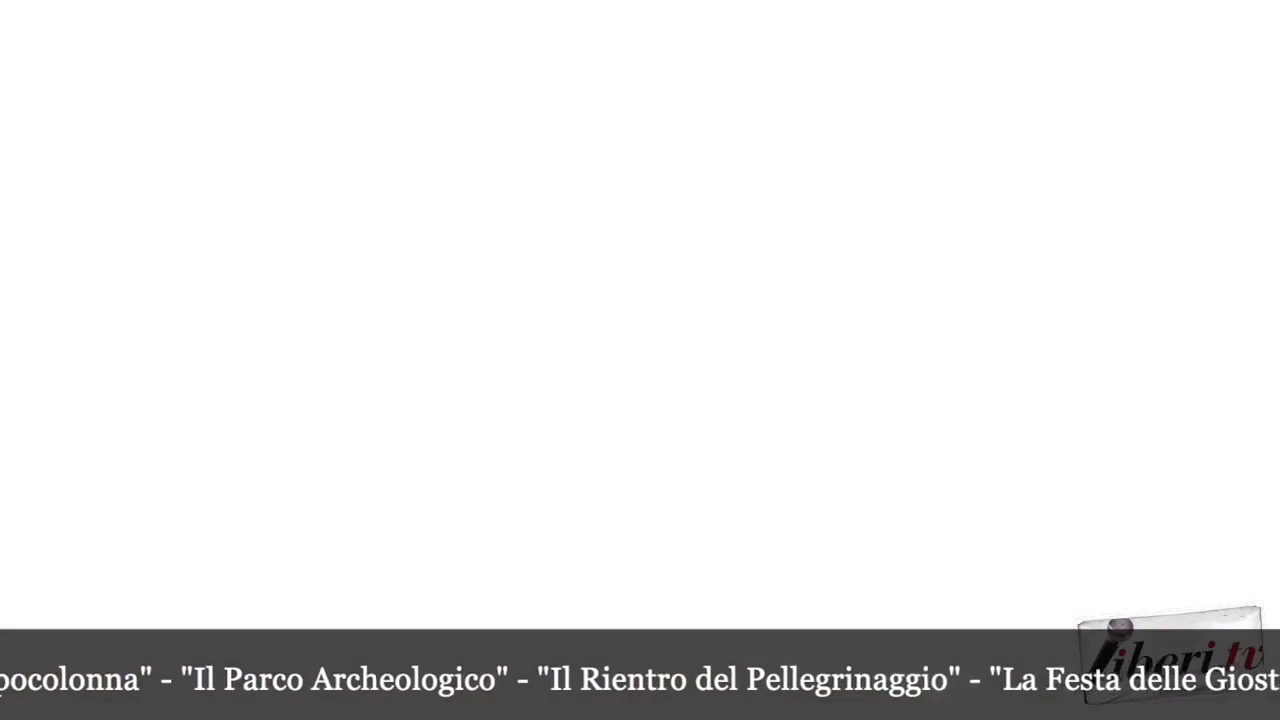 pocolonna" - "Il Parco Archeologico" - "Il Rientro del Pellegrinaggio" - "La Festa delle Giost
liberi.tv